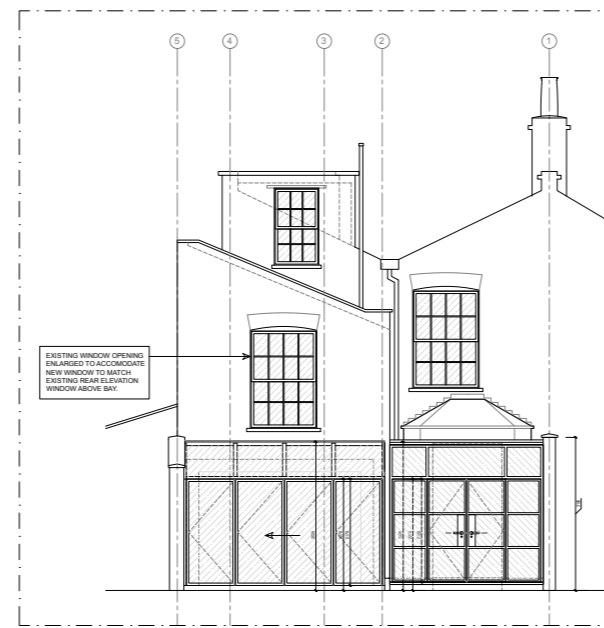 5 4 3 2 1
EXISTING WINDOW OPENING
ENLARGED TO ACCOMODATE
NEW WINDOW TO MATCH
EXISTING REAR ELEVATION
WINDOW ABOVE BAY.